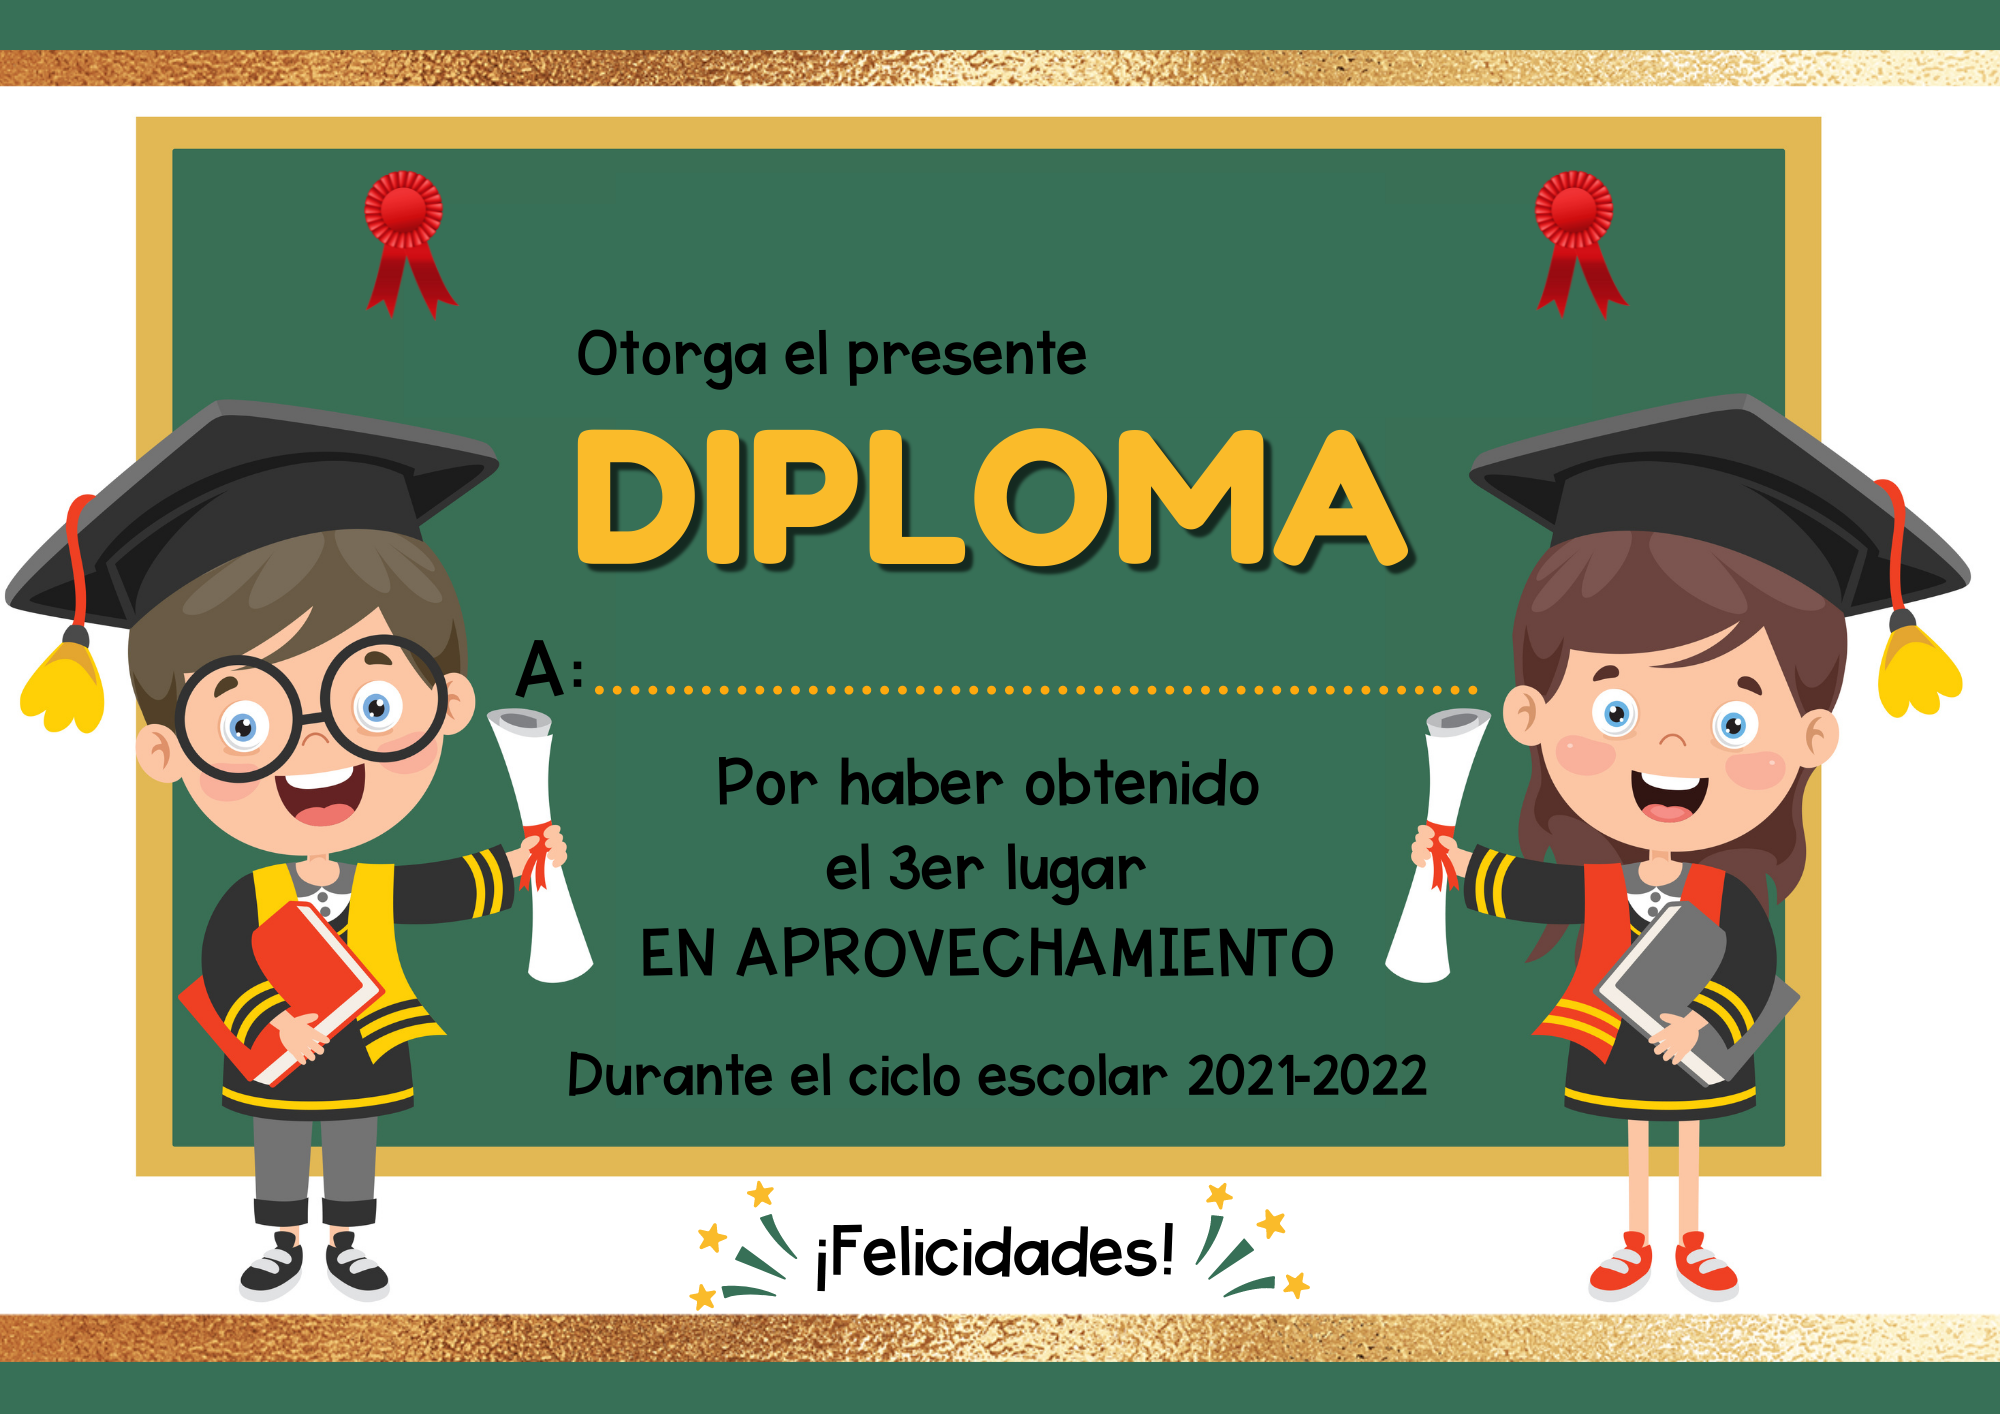 Otorga el presente
DIPLOMA
A:..................................................
Por haber obtenido
el 3er lugar
EN APROVECHAMIENTO
Durante el ciclo escolar 2021-2022
¡Felicidades!